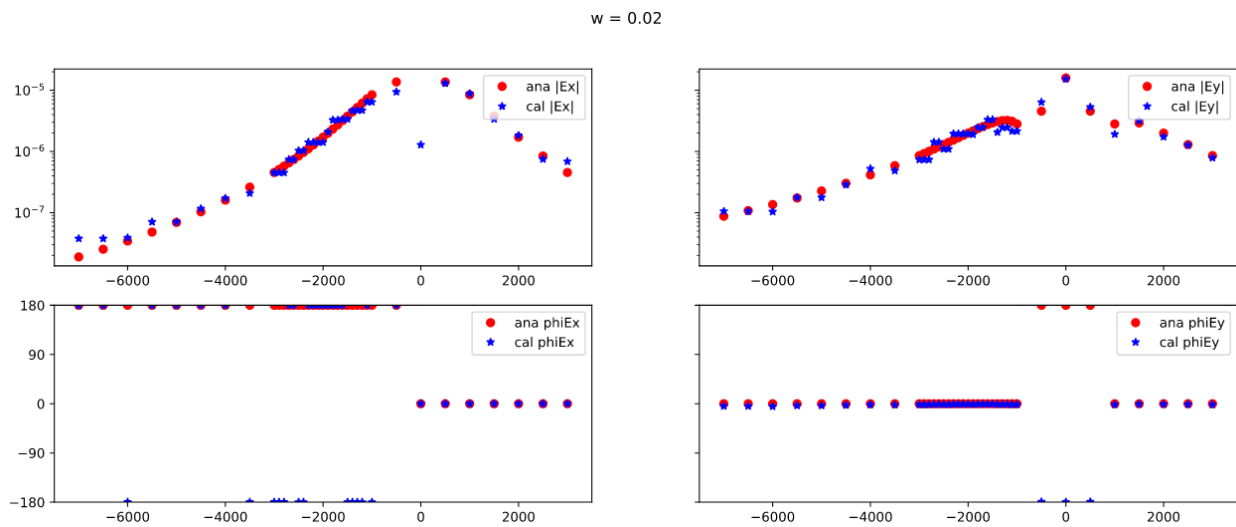 w = 0.02
10⁻⁵
10⁻⁶
10⁻⁷
ana |Ex|
cal |Ex|
−6000 −4000 −2000 0 2000
ana |Ey|
cal |Ey|
−6000 −4000 −2000 0 2000
180
90
0
−90
−180
ana phiEx
cal phiEx
−6000 −4000 −2000 0 2000
ana phiEy
cal phiEy
−6000 −4000 −2000 0 2000